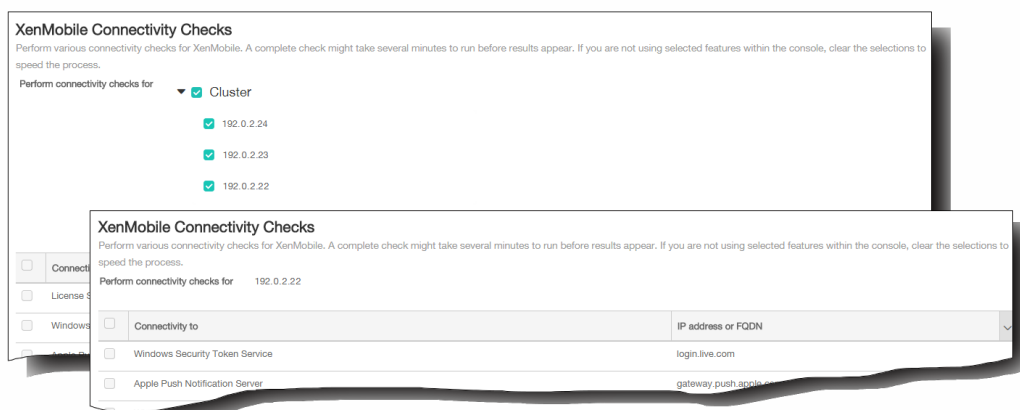 XenMobile Connectivity Checks
Perform various connectivity checks for XenMobile. A complete check might take several minutes to run before results appear. If you are not using selected features within the console, clear the selections to
speed the process.
Perform connectivity checks for
Cluster
192.0.2.24
192.0.2.23
192.0.2.22
Connecti
License S
Windows
XenMobile Connectivity Checks
Perform various connectivity checks for XenMobile. A complete check might take several minutes to run before results appear. If you are not using selected features within the console, clear the selections to
speed the process.
Perform connectivity checks for 192.0.2.22
Connectivity to IP address or FQDN
Windows Security Token Service login.live.com
Apple Push Notification Server gateway.push.apple